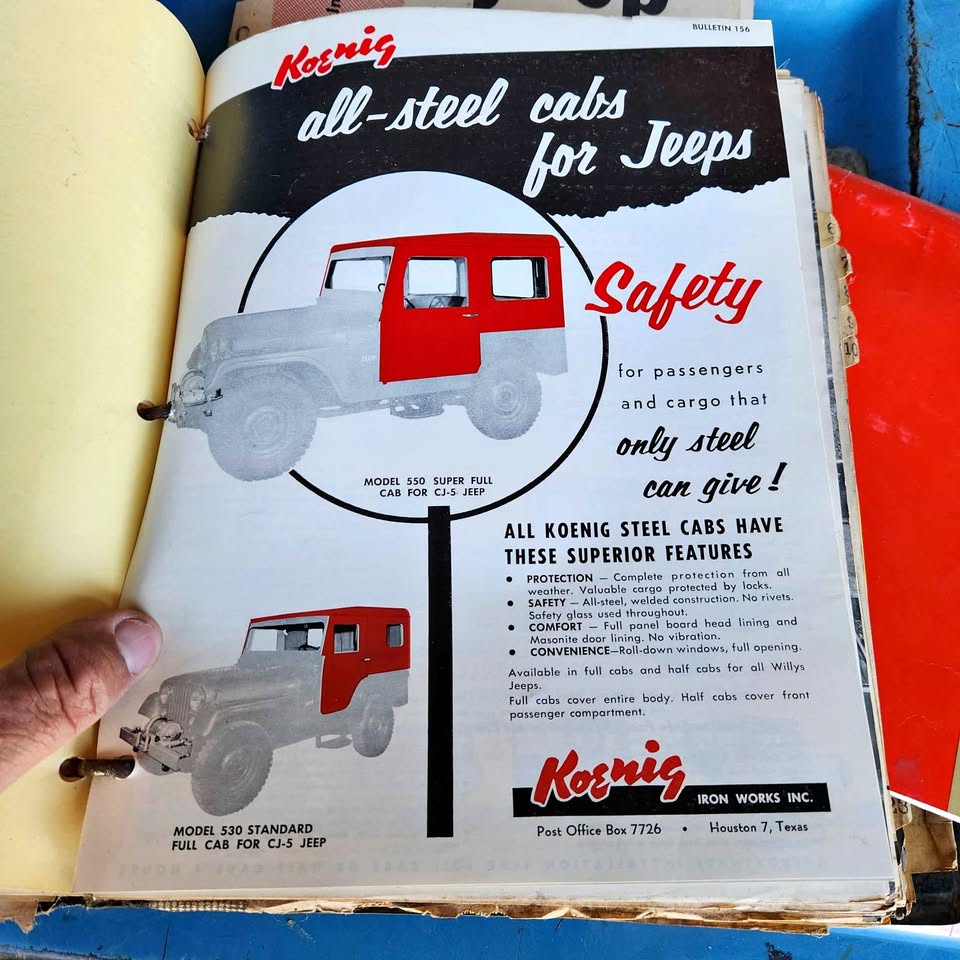 BULLETIN 156
Koenig
all-steel cabs
for Jeeps
Safety
for passengers
and cargo that
only steel
can give!
MODEL 550 SUPER FULL
CAB FOR CJ-5 JEEP
ALL KOENIG STEEL CABS HAVE
THESE SUPERIOR FEATURES
• PROTECTION — Complete protection from all
weather. Valuable cargo protected by locks.
• SAFETY — All-steel, welded construction. No rivets.
Safety glass used throughout.
• COMFORT — Full panel board head lining and
Masonite door lining. No vibration.
• CONVENIENCE—Roll-down windows, full opening.
Available in full cabs and half cabs for all Willys
Jeeps.
Full cabs cover entire body. Half cabs cover front
passenger compartment.
MODEL 530 STANDARD
FULL CAB FOR CJ-5 JEEP
Koenig
IRON WORKS INC.
Post Office Box 7726 • Houston 7, Texas
6
7
9
10